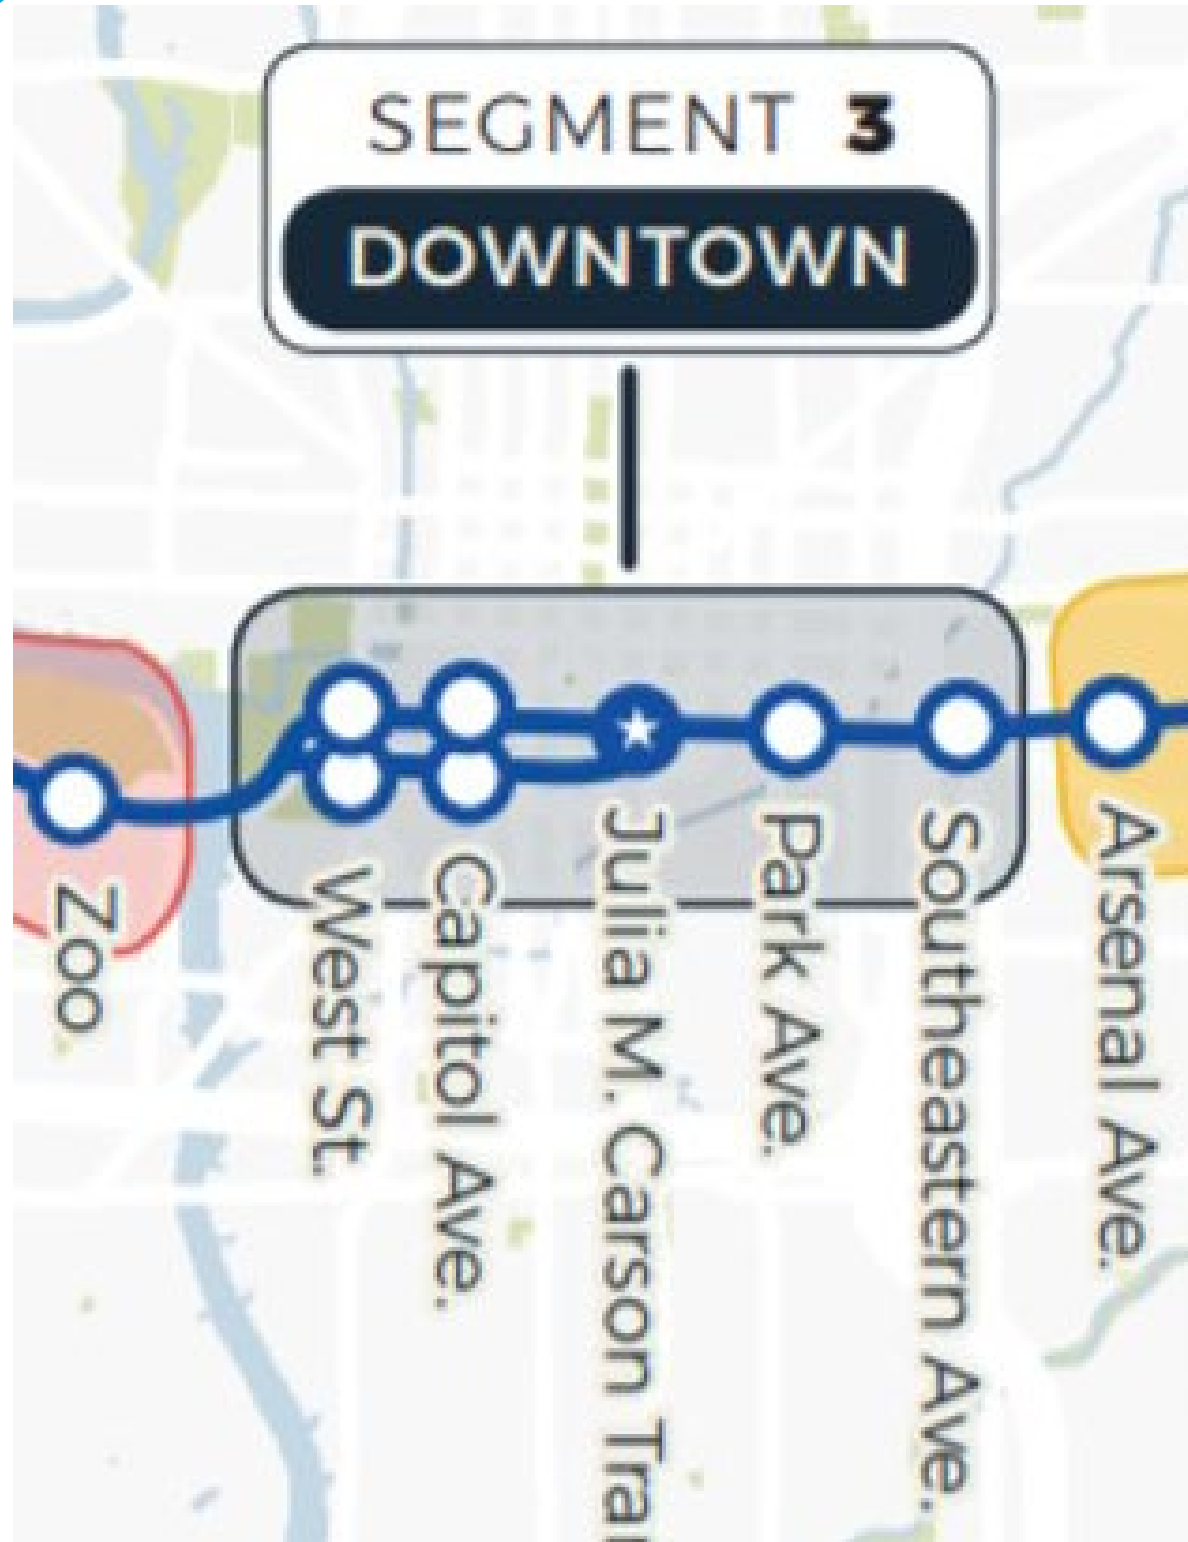 SEGMENT 3
DOWNTOWN
Zoo
West St.
Capitol Ave.
Julia M. Carson
Park Ave.
Southeastern Ave.
Arsenal Ave.